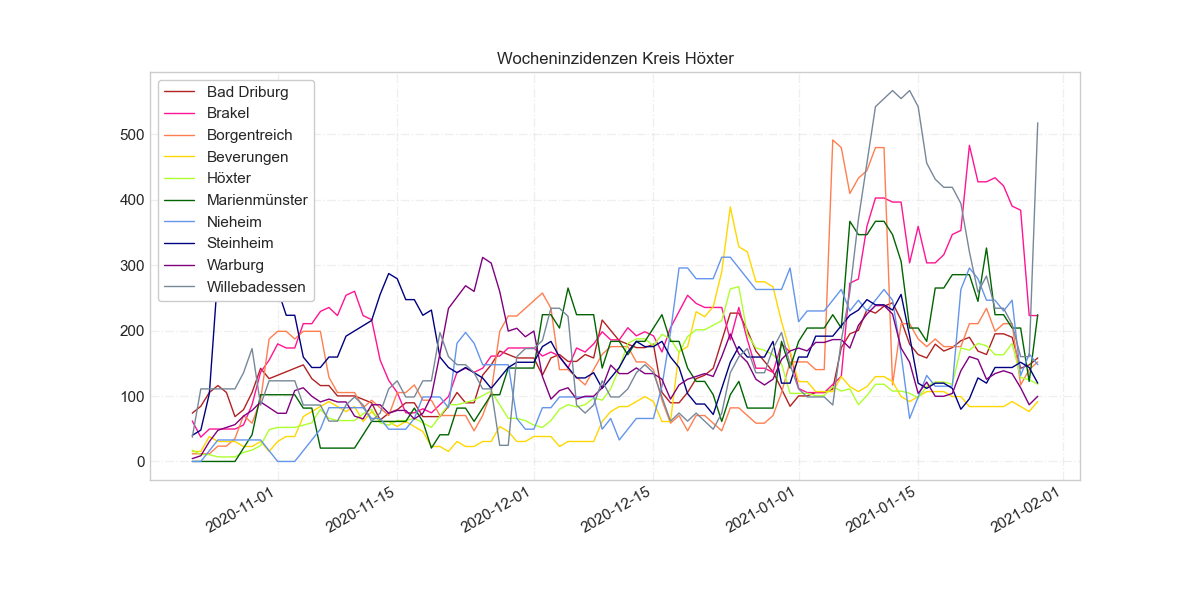 Wocheninzidenzen Kreis Höxter
Bad Driburg
Brakel
Borgentreich
Beverungen
Höxter
Marienmünster
Nieheim
Steinheim
Warburg
Willebadessen
500
400
300
200
100
0
2020-11-01
2020-11-15
2020-12-01
2020-12-15
2021-01-01
2021-01-15
2021-02-01